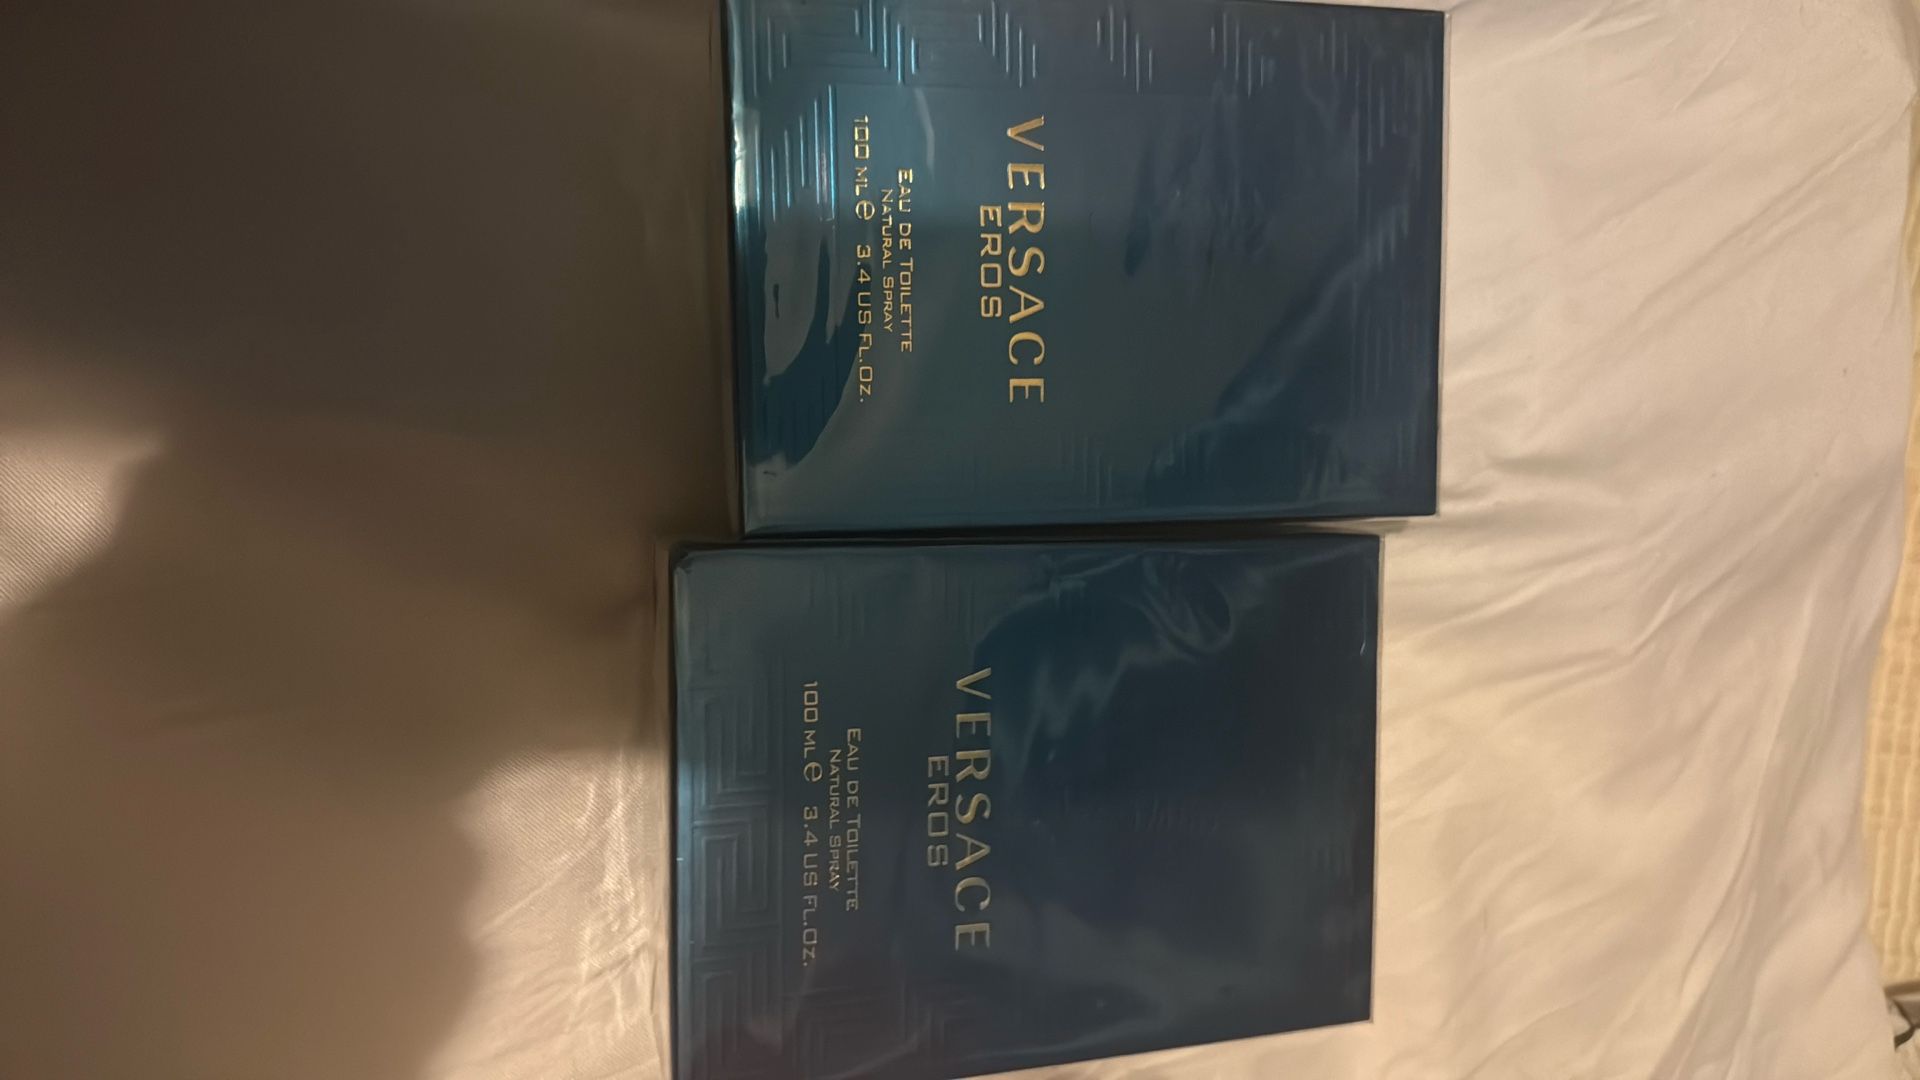 VERSACE
EROS
EAU DE TOILETTE
NATURAL SPRAY
100 ML e 3.4 US FL.OZ.
VERSACE
EROS
EAU DE TOILETTE
NATURAL SPRAY
100 ML e 3.4 US FL.OZ.